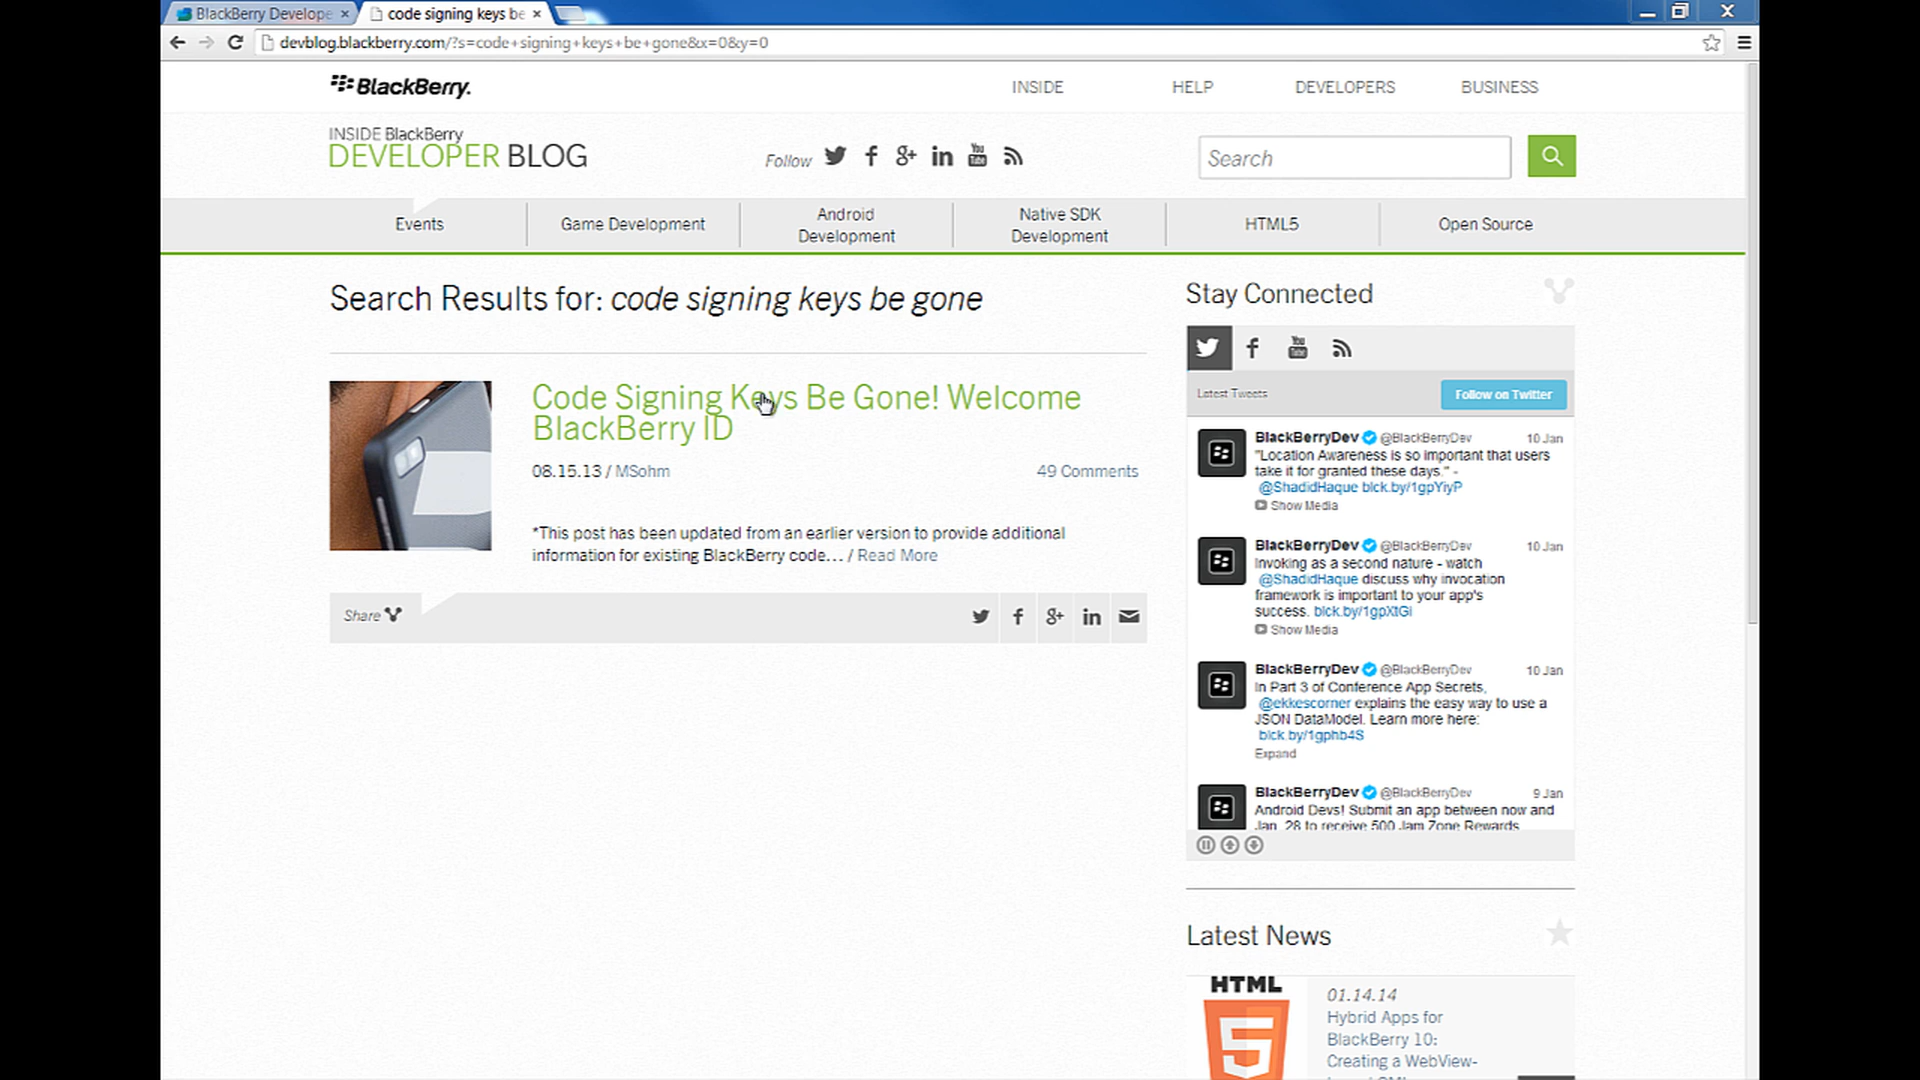 BlackBerry Develope
code signing keys be
devblog.blackberry.com/?s=code+signing+keys+be+gone&x=0&y=0
BlackBerry.
INSIDE
HELP
DEVELOPERS
BUSINESS
INSIDE BlackBerry
DEVELOPER BLOG
Follow
Search
Events
Game Development
Android
Development
Native SDK
Development
HTML5
Open Source
Search Results for: code signing keys be gone
Code Signing Keys Be Gone! Welcome
BlackBerry ID
08.15.13 / MSohm
49 Comments
*This post has been updated from an earlier version to provide additional
information for existing BlackBerry code... / Read More
Share
Stay Connected
Latest Tweets
Follow on Twitter
BlackBerryDev @BlackBerryDev 10 Jan
"Location Awareness is so important that users
take it for granted these days." -
@ShadidHaque blck.by/1gpYiyP
Show Media
BlackBerryDev @BlackBerryDev 10 Jan
Invoking as a second nature - watch
@ShadidHaque discuss why invocation
framework is important to your app's
success. blck.by/1gpXtGi
Show Media
BlackBerryDev @BlackBerryDev 10 Jan
In Part 3 of Conference App Secrets,
@ekkescorner explains the easy way to use a
JSON DataModel. Learn more here:
blck.by/1gphb4S
Expand
BlackBerryDev @BlackBerryDev 9 Jan
Android Devs! Submit an app between now and
Jan. 28 to receive 500 Jam Zone Rewards
Latest News
HTML
5
01.14.14
Hybrid Apps for
BlackBerry 10:
Creating a WebView-